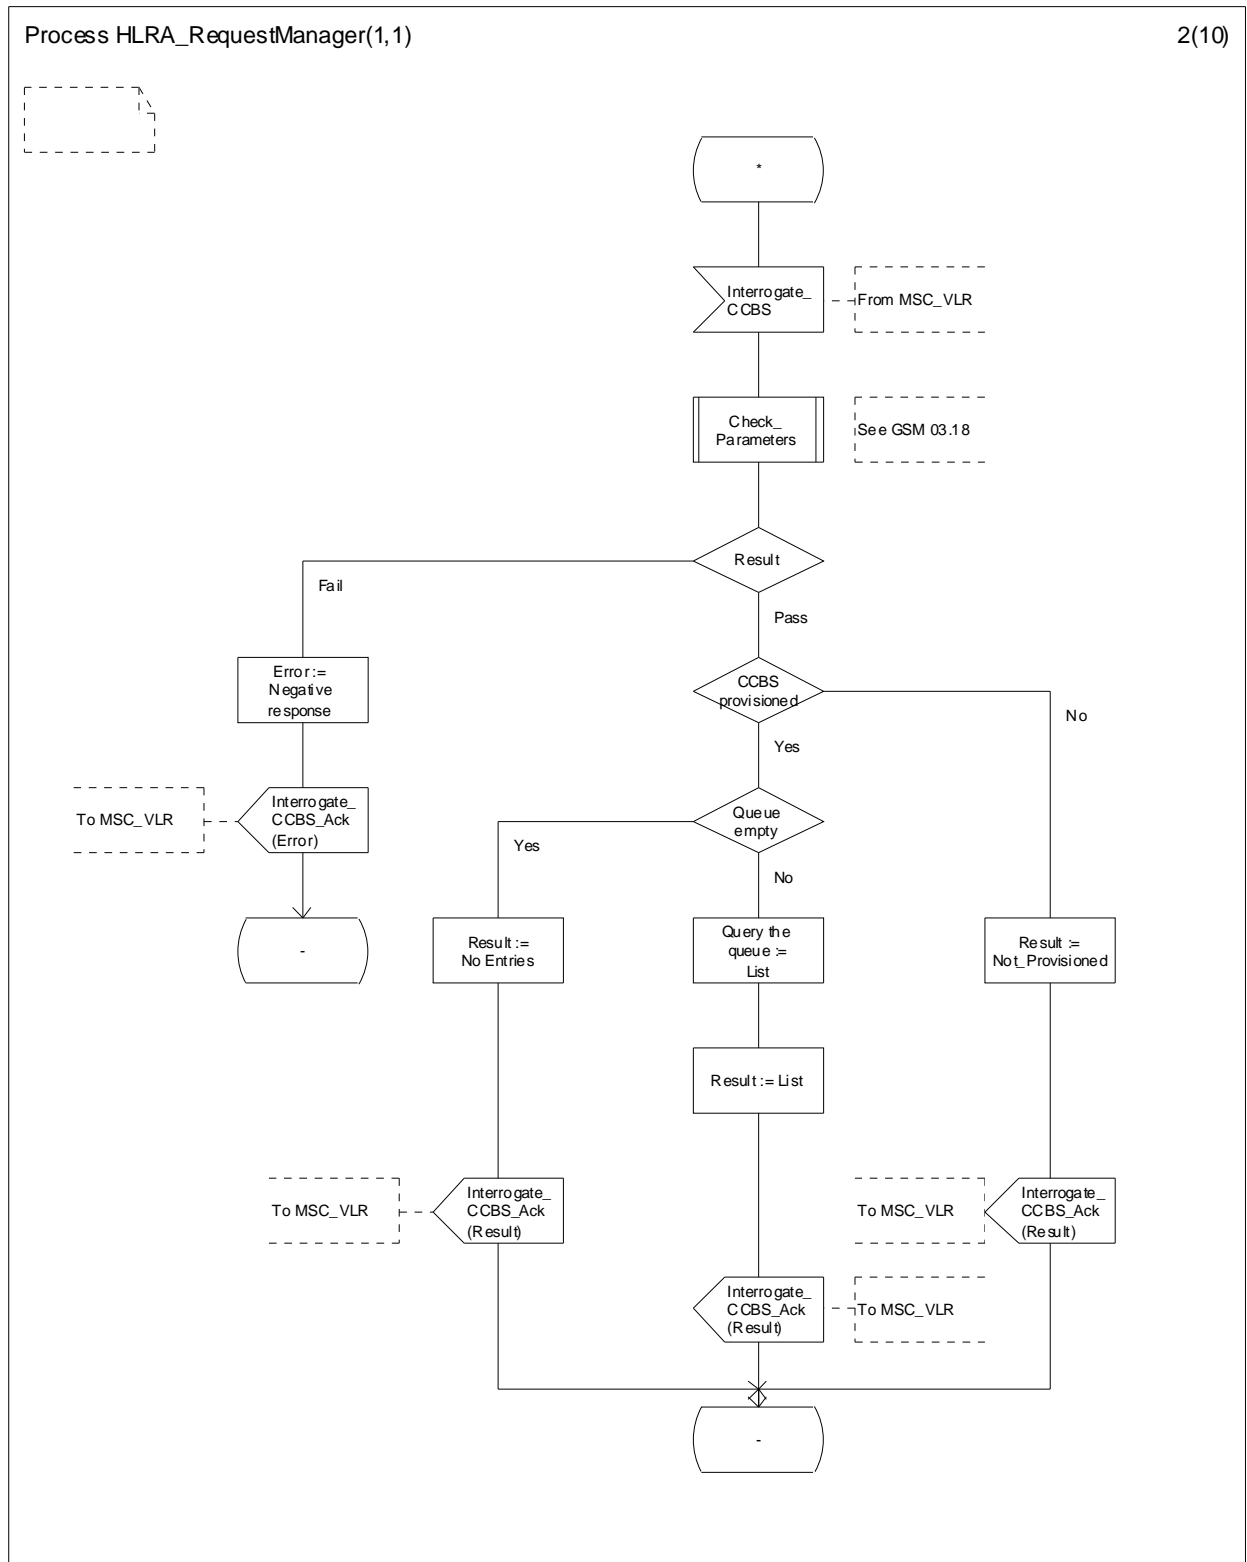 Process HLRA_RequestManager(1,1)
2(10)
*
Interrogate_
CCBS
From MSC_VLR
Check_
Parameters
See GSM 03.18
Result
Fail
Pass
Error :=
Negative
response
CCBS
provisioned
No
Yes
To MSC_VLR
Interrogate_
CCBS_Ack
(Error)
Queue
empty
Yes
No
-
Result :=
No Entries
Query the
queue :=
List
Result :=
Not_Provisioned
Result := List
To MSC_VLR
Interrogate_
CCBS_Ack
(Result)
To MSC_VLR
Interrogate_
CCBS_Ack
(Result)
Interrogate_
CCBS_Ack
(Result)
To MSC_VLR
-